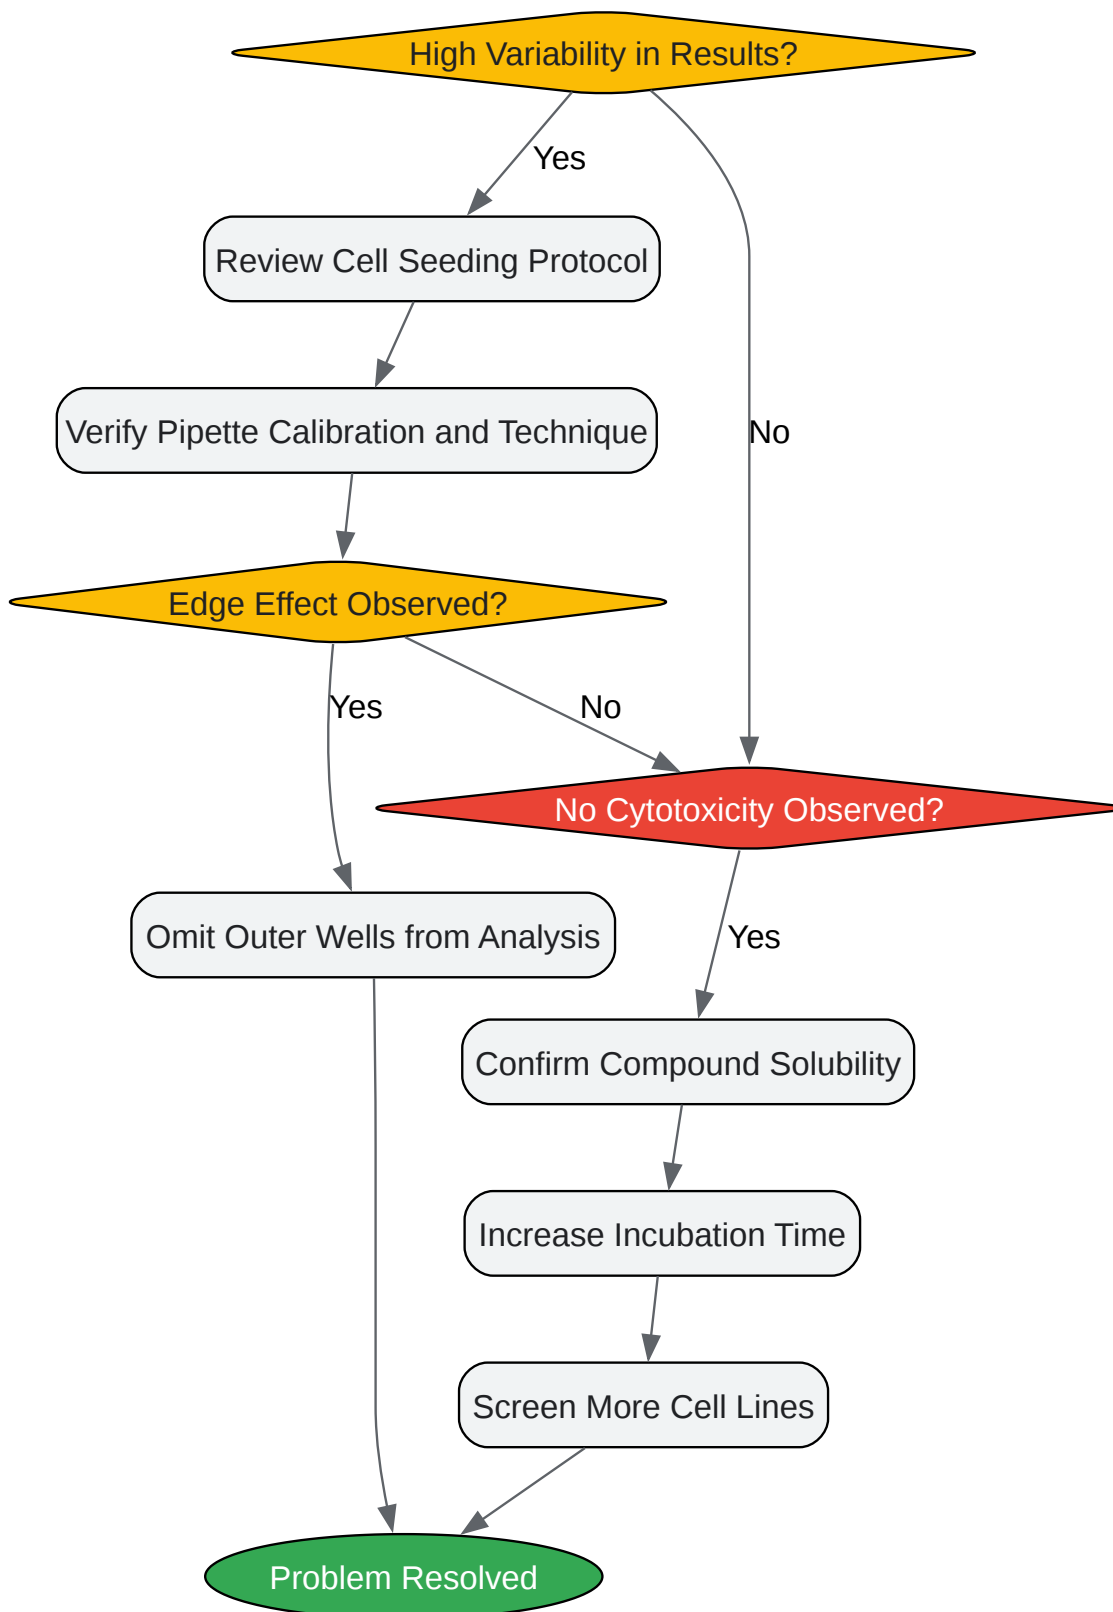 High Variability in Results?
Yes
Review Cell Seeding Protocol
Verify Pipette Calibration and Technique
No
Edge Effect Observed?
Yes
No
No Cytotoxicity Observed?
Omit Outer Wells from Analysis
Yes
Confirm Compound Solubility
Increase Incubation Time
Screen More Cell Lines
Problem Resolved